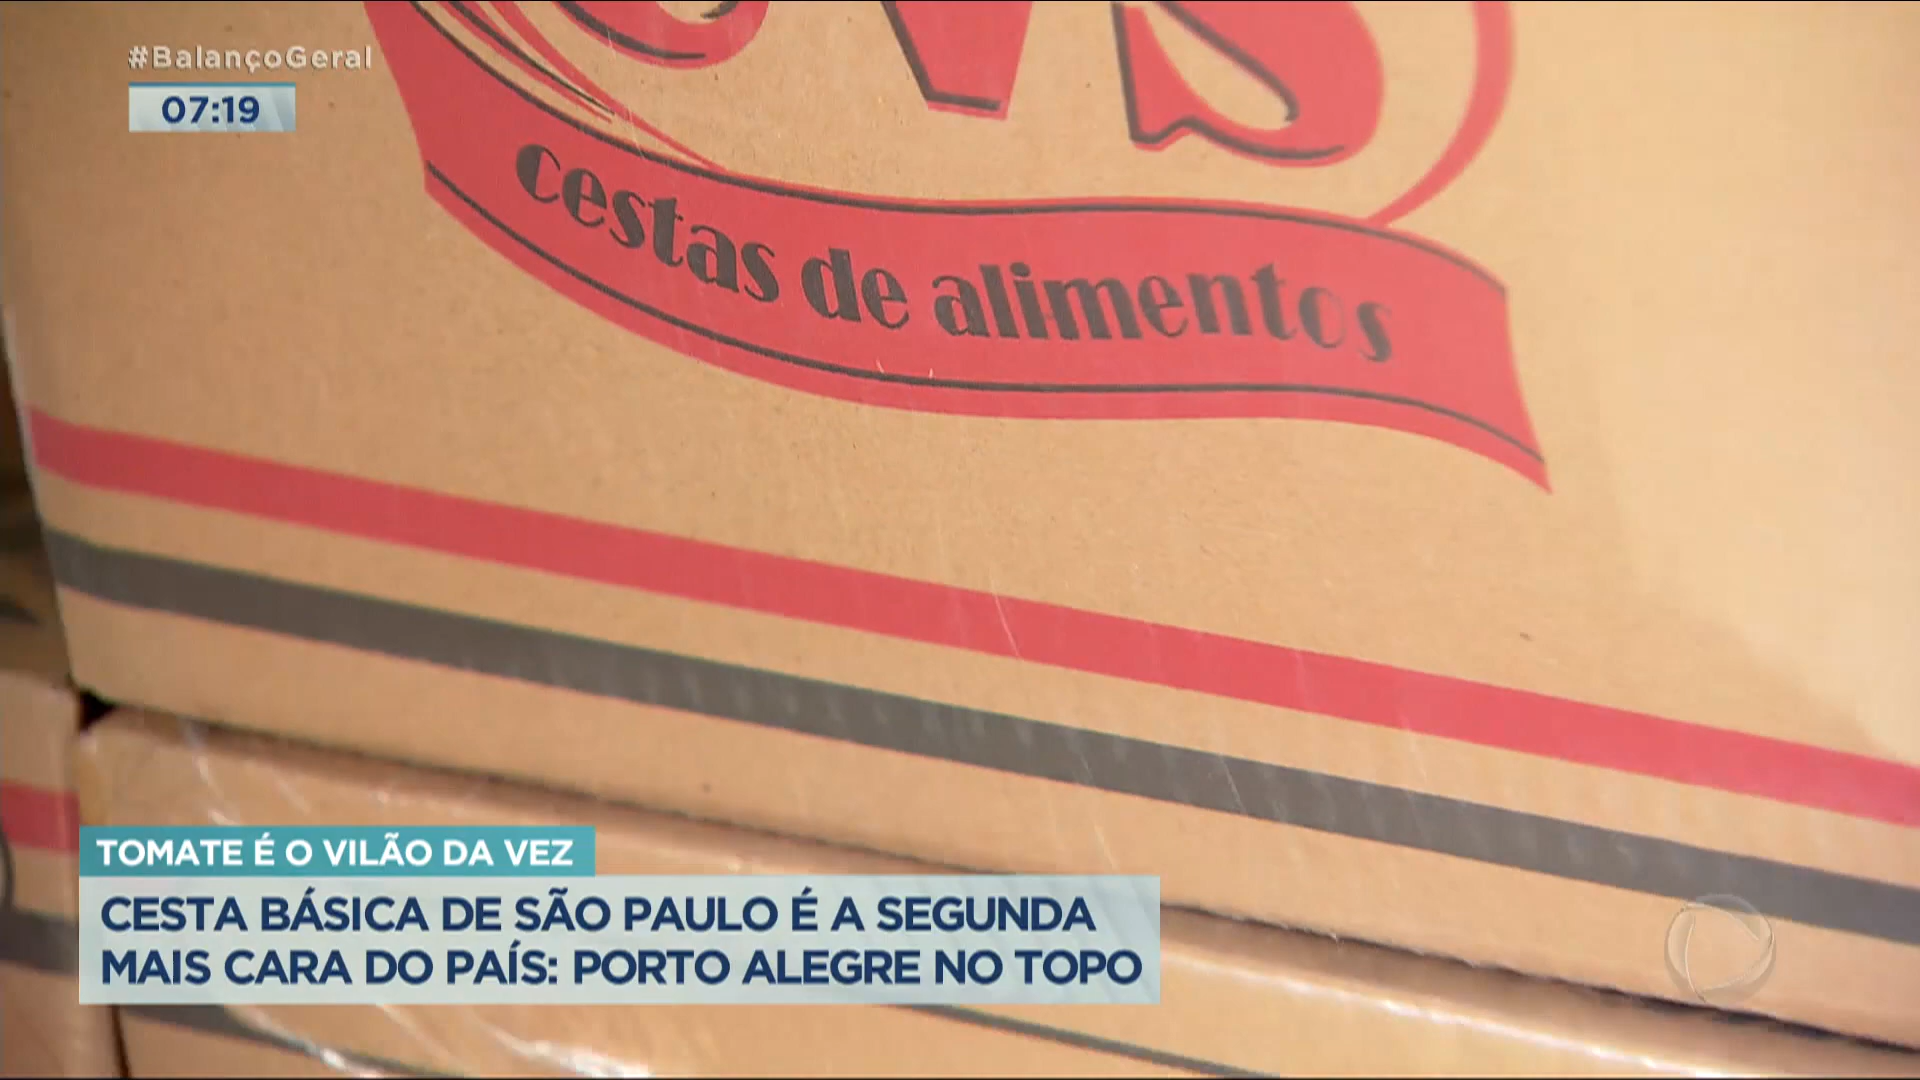 #BalançoGeral
07:19
cestas de alimentos
TOMATE É O VILÃO DA VEZ
CESTA BÁSICA DE SÃO PAULO É A SEGUNDA
MAIS CARA DO PAÍS: PORTO ALEGRE NO TOPO